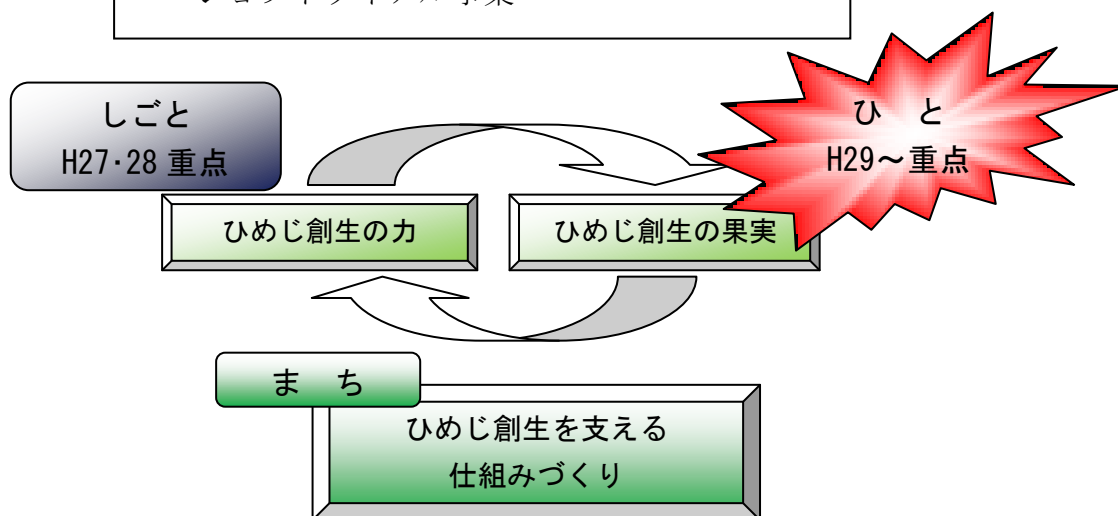 しごと
H27･28 重点
ひ　と
H29～重点
ひめじ創生の力
ひめじ創生の果実
ま　ち
ひめじ創生を支える
仕組みづくり